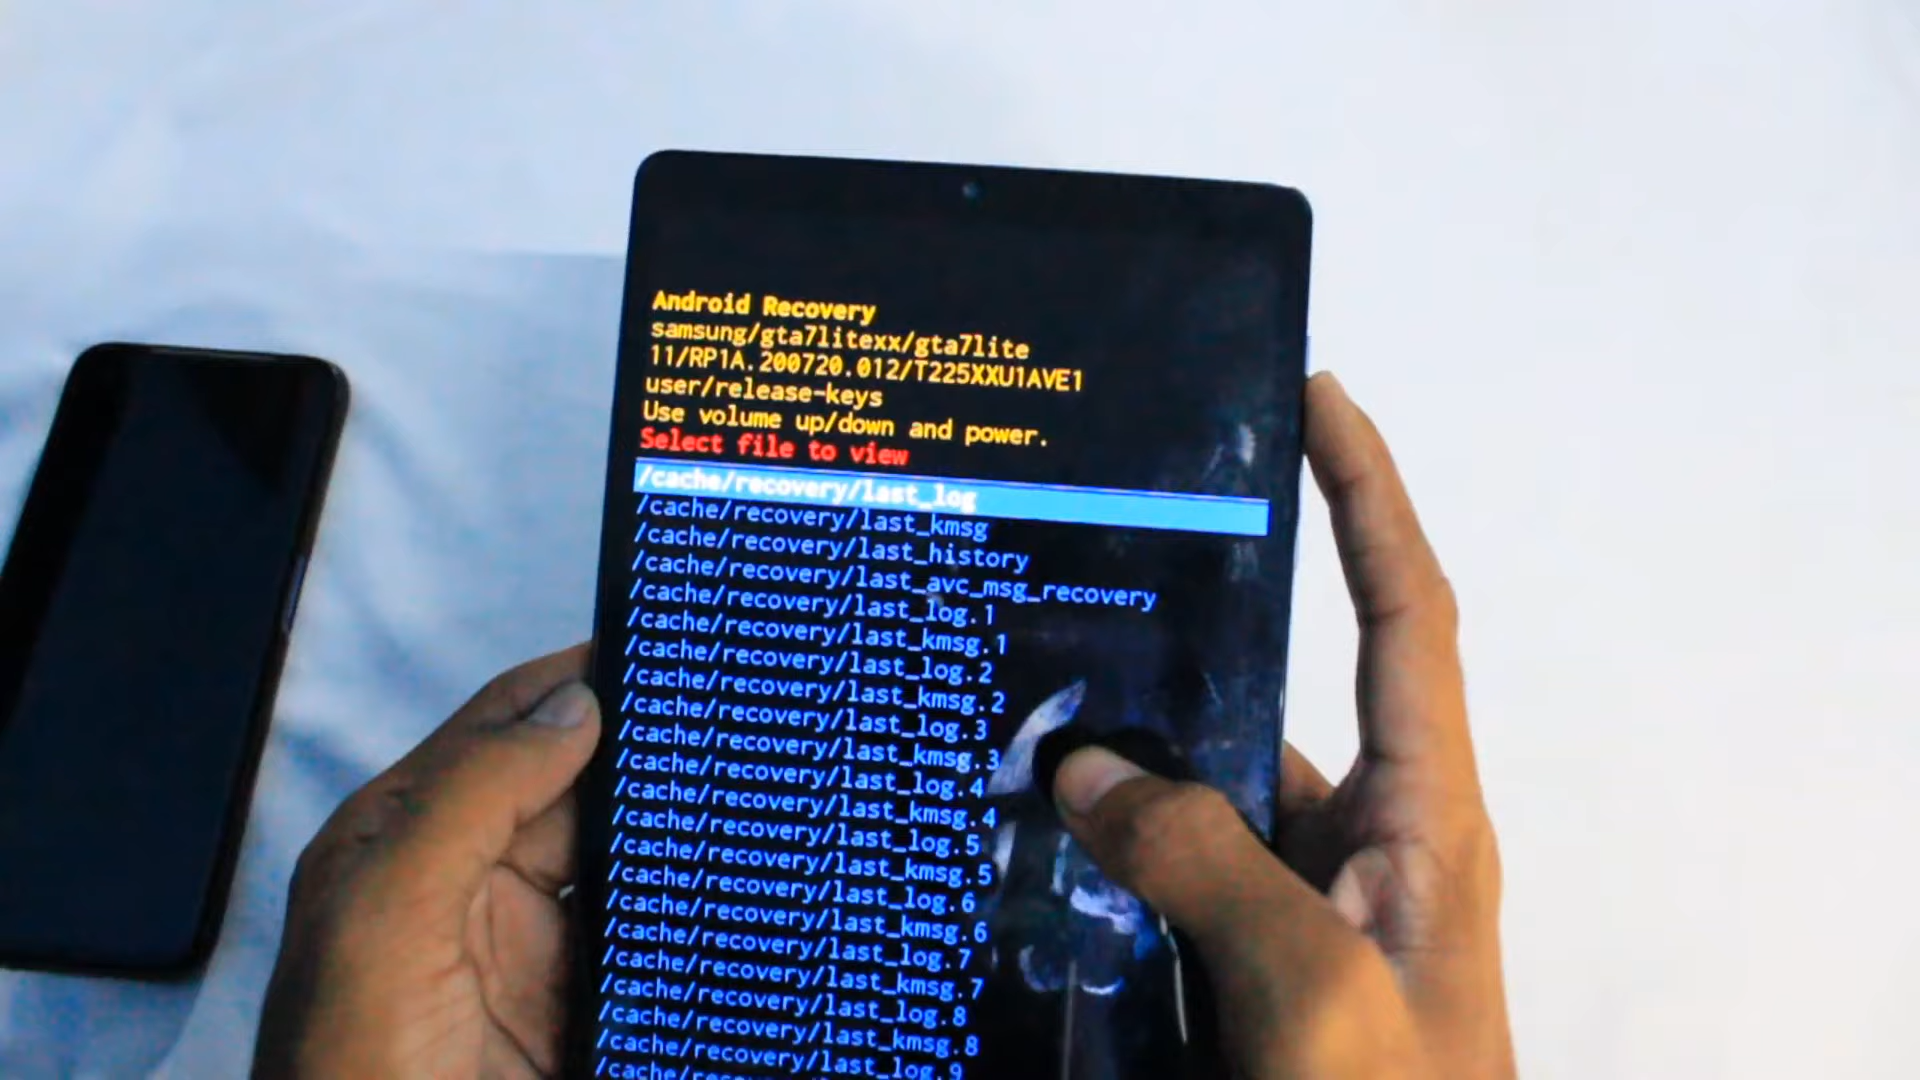 Android Recovery
samsung/gta7litexx/gta7lite
11/RP1A.200720.012/T225XXU1AVE1
user/release-keys
Use volume up/down and power.
Select file to view
/cache/recovery/last_log
/cache/recovery/last_kmsg
/cache/recovery/last_history
/cache/recovery/last_avc_msg_recovery
/cache/recovery/last_log.1
/cache/recovery/last_kmsg.1
/cache/recovery/last_log.2
/cache/recovery/last_kmsg.2
/cache/recovery/last_log.3
/cache/recovery/last_kmsg.3
/cache/recovery/last_log.4
/cache/recovery/last_kmsg.4
/cache/recovery/last_log.5
/cache/recovery/last_kmsg.5
/cache/recovery/last_log.6
/cache/recovery/last_kmsg.6
/cache/recovery/last_log.7
/cache/recovery/last_kmsg.7
/cache/recovery/last_log.8
/cache/recovery/last_kmsg.8
/cache/recovery/last_log.9